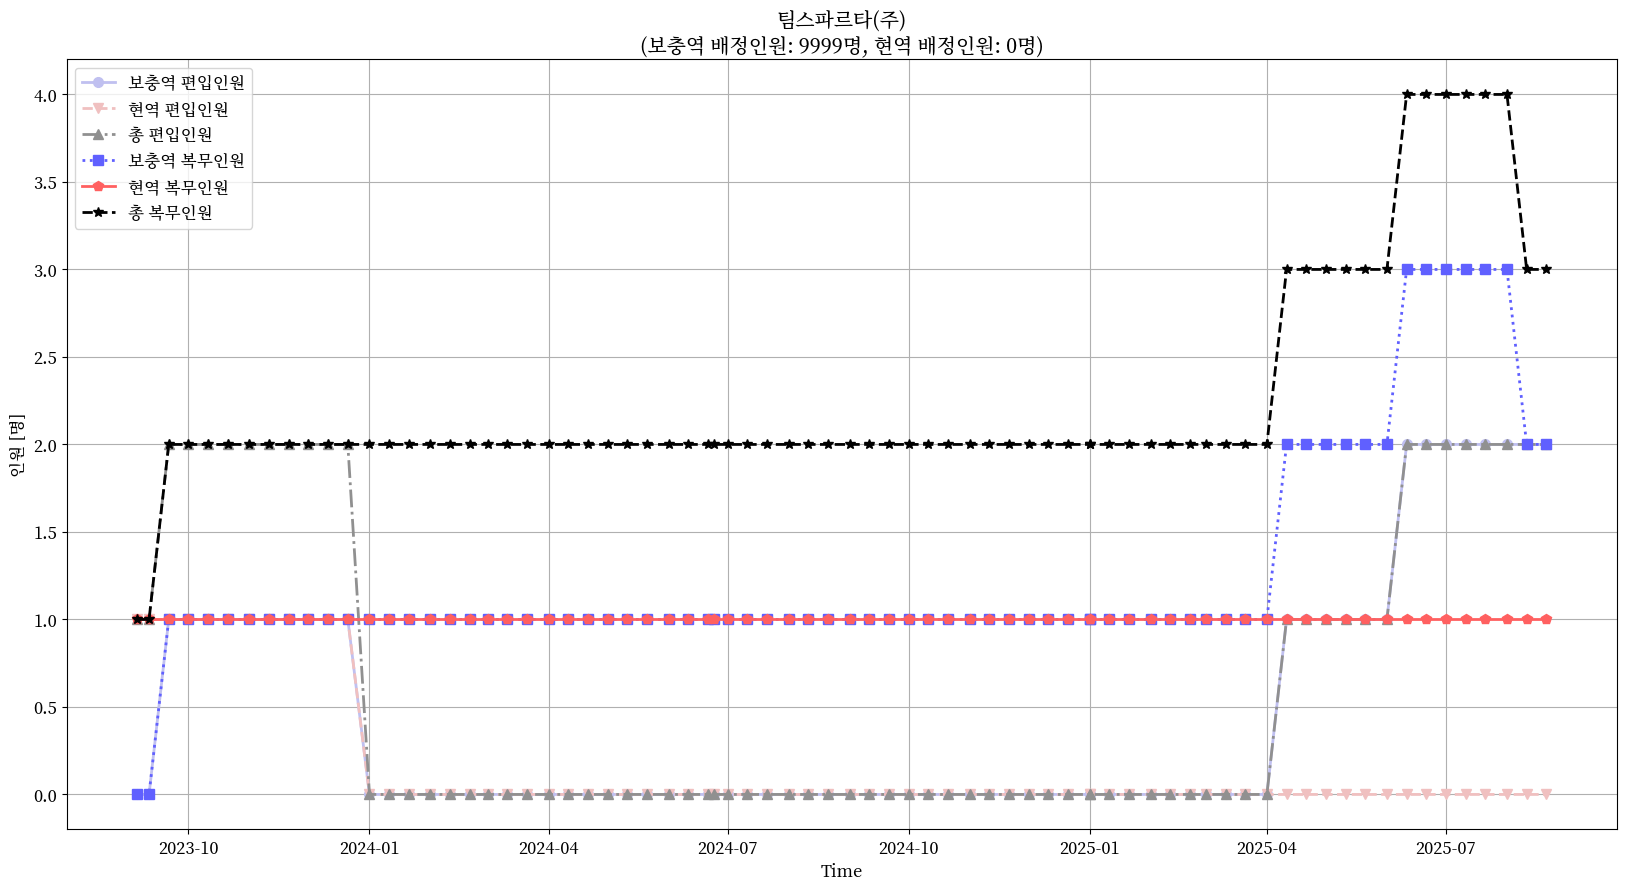 팀스파르타(주)
(보충역 배정인원: 9999명, 현역 배정인원: 0명)
보충역 편입인원
현역 편입인원
총 편입인원
보충역 복무인원
현역 복무인원
총 복무인원
4.0
3.5
3.0
2.5
2.0
1.5
1.0
0.5
0.0
인원 [명]
2023-10 2024-01 2024-04 2024-07 2024-10 2025-01 2025-04 2025-07
Time